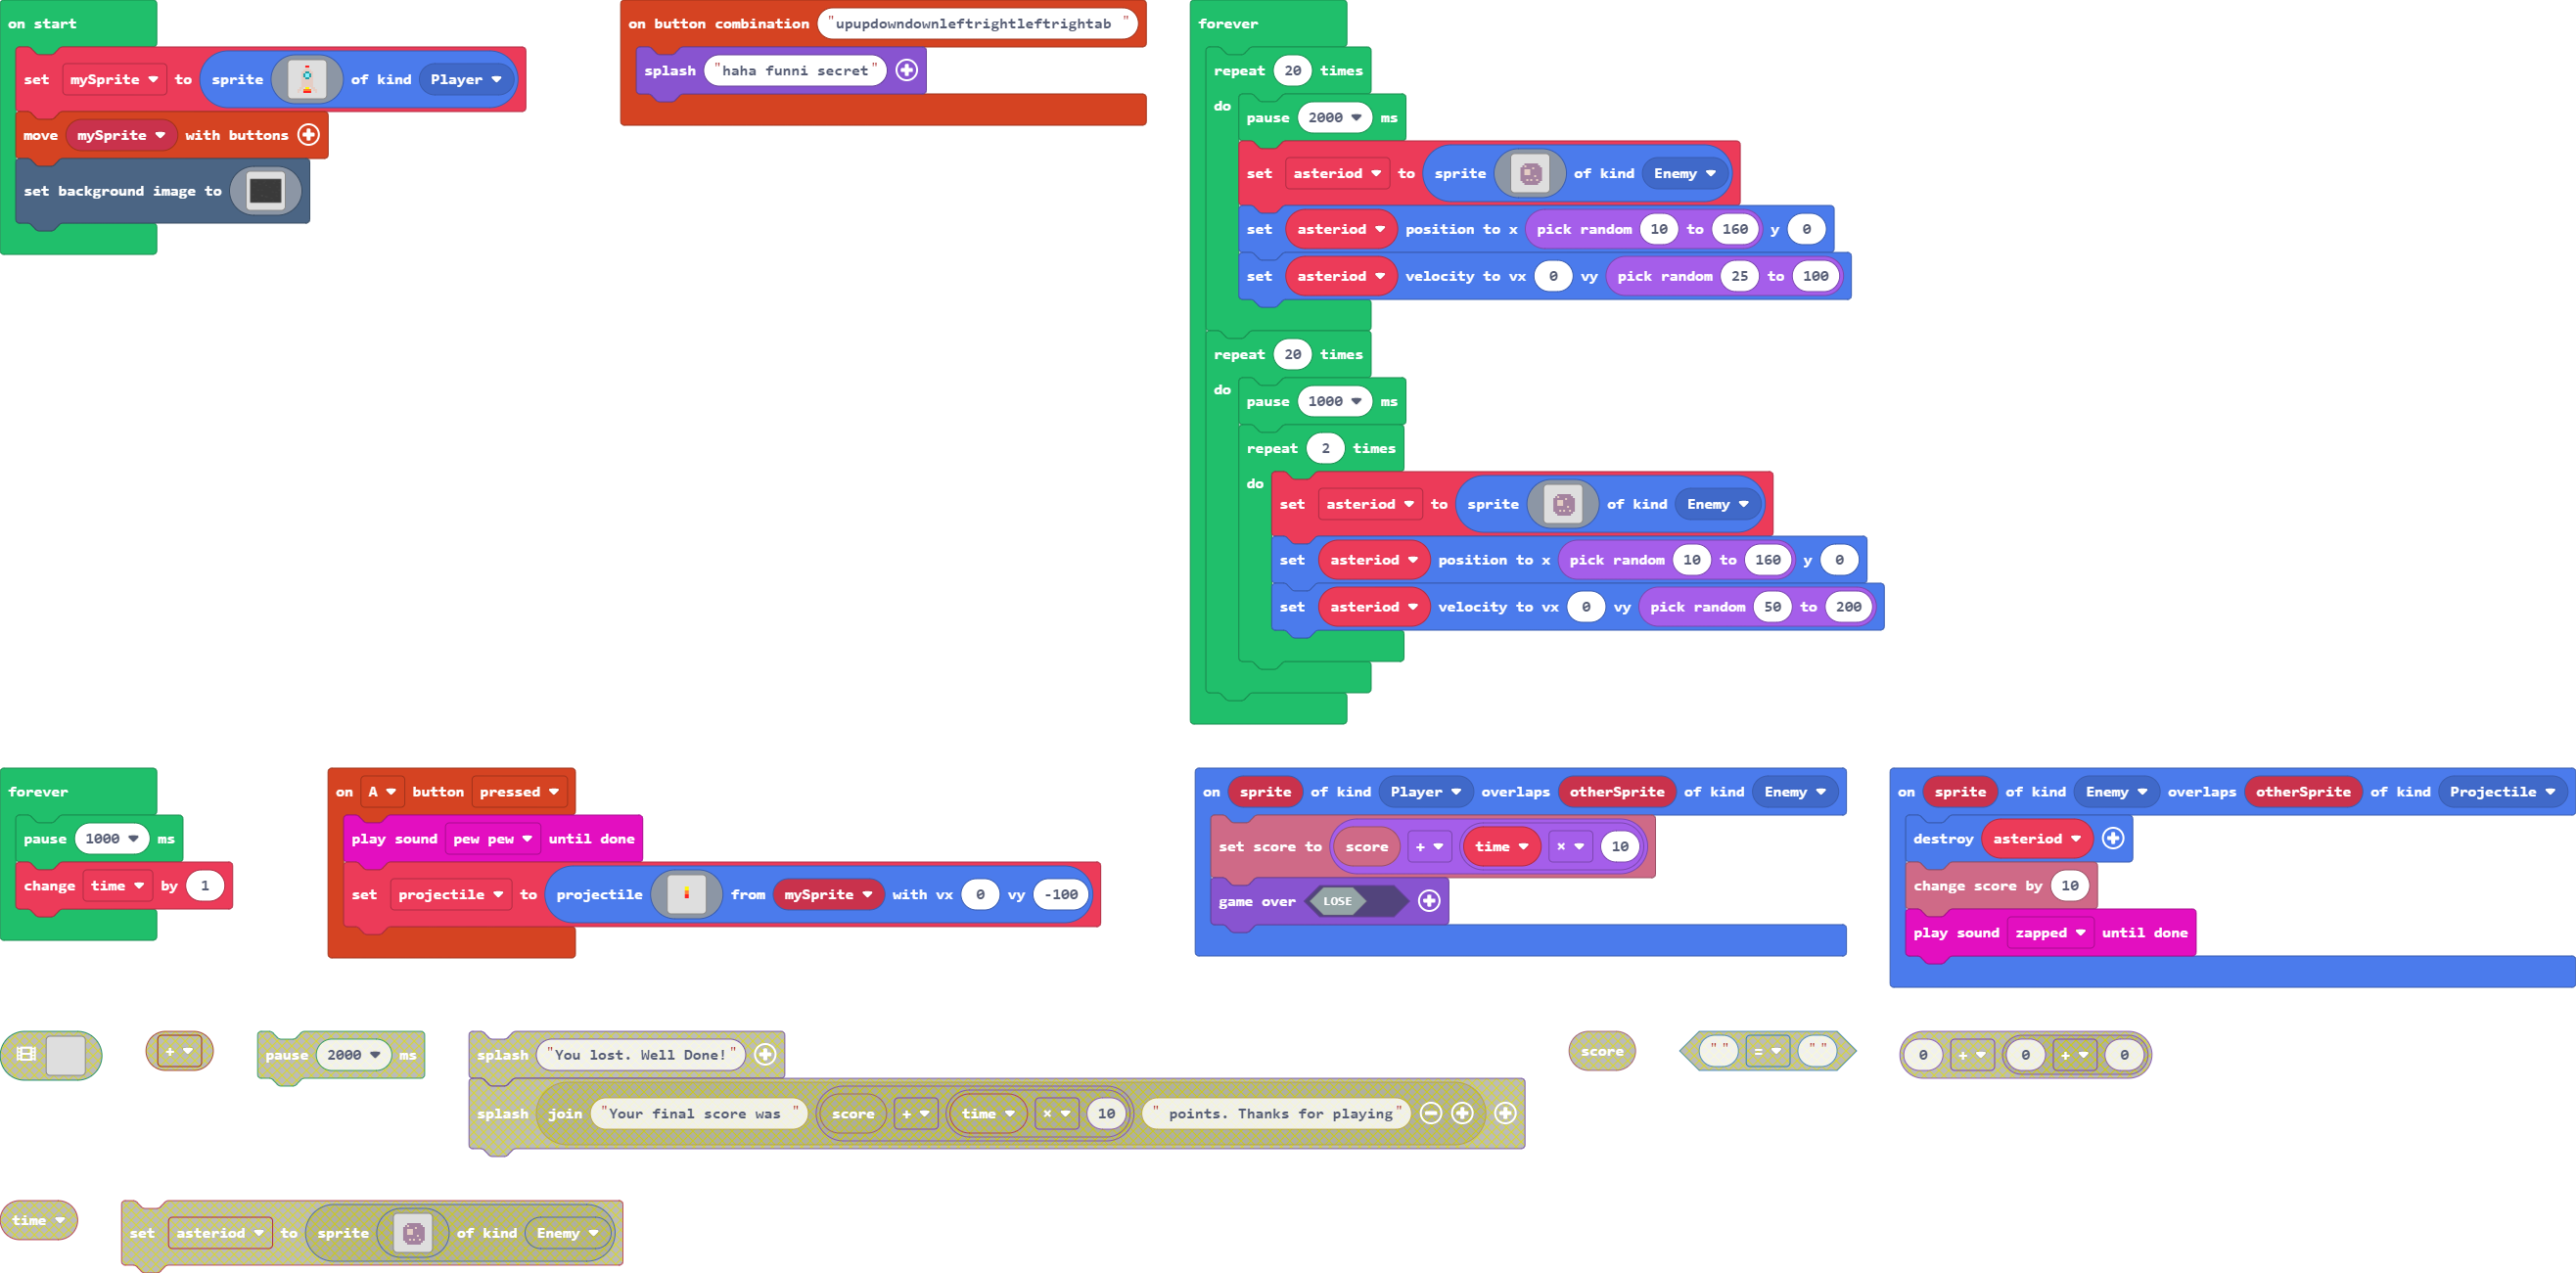 on start
set mySprite to sprite of kind Player
move mySprite with buttons
set background image to
on button combination "upupdowndownleftrightleftrightab "
splash "haha funni secret"
forever
repeat 20 times
do
pause 2000 ms
set asteriod to sprite of kind Enemy
set asteriod position to x pick random 10 to 160 y 0
set asteriod velocity to vx 0 vy pick random 25 to 100
repeat 20 times
do
pause 1000 ms
repeat 2 times
do
set asteriod to sprite of kind Enemy
set asteriod position to x pick random 10 to 160 y 0
set asteriod velocity to vx 0 vy pick random 50 to 200
forever
pause 1000 ms
change time by 1
on A button pressed
play sound pew pew until done
set projectile to projectile from mySprite with vx 0 vy -100
on sprite of kind Player overlaps otherSprite of kind Enemy
set score to score + time × 10
game over LOSE
on sprite of kind Enemy overlaps otherSprite of kind Projectile
destroy asteriod
change score by 10
play sound zapped until done
+
pause 2000 ms
splash "You lost. Well Done!"
splash join "Your final score was " score + time × 10 " points. Thanks for playing"
score
"" = ""
0 + 0 + 0
time
set asteriod to sprite of kind Enemy